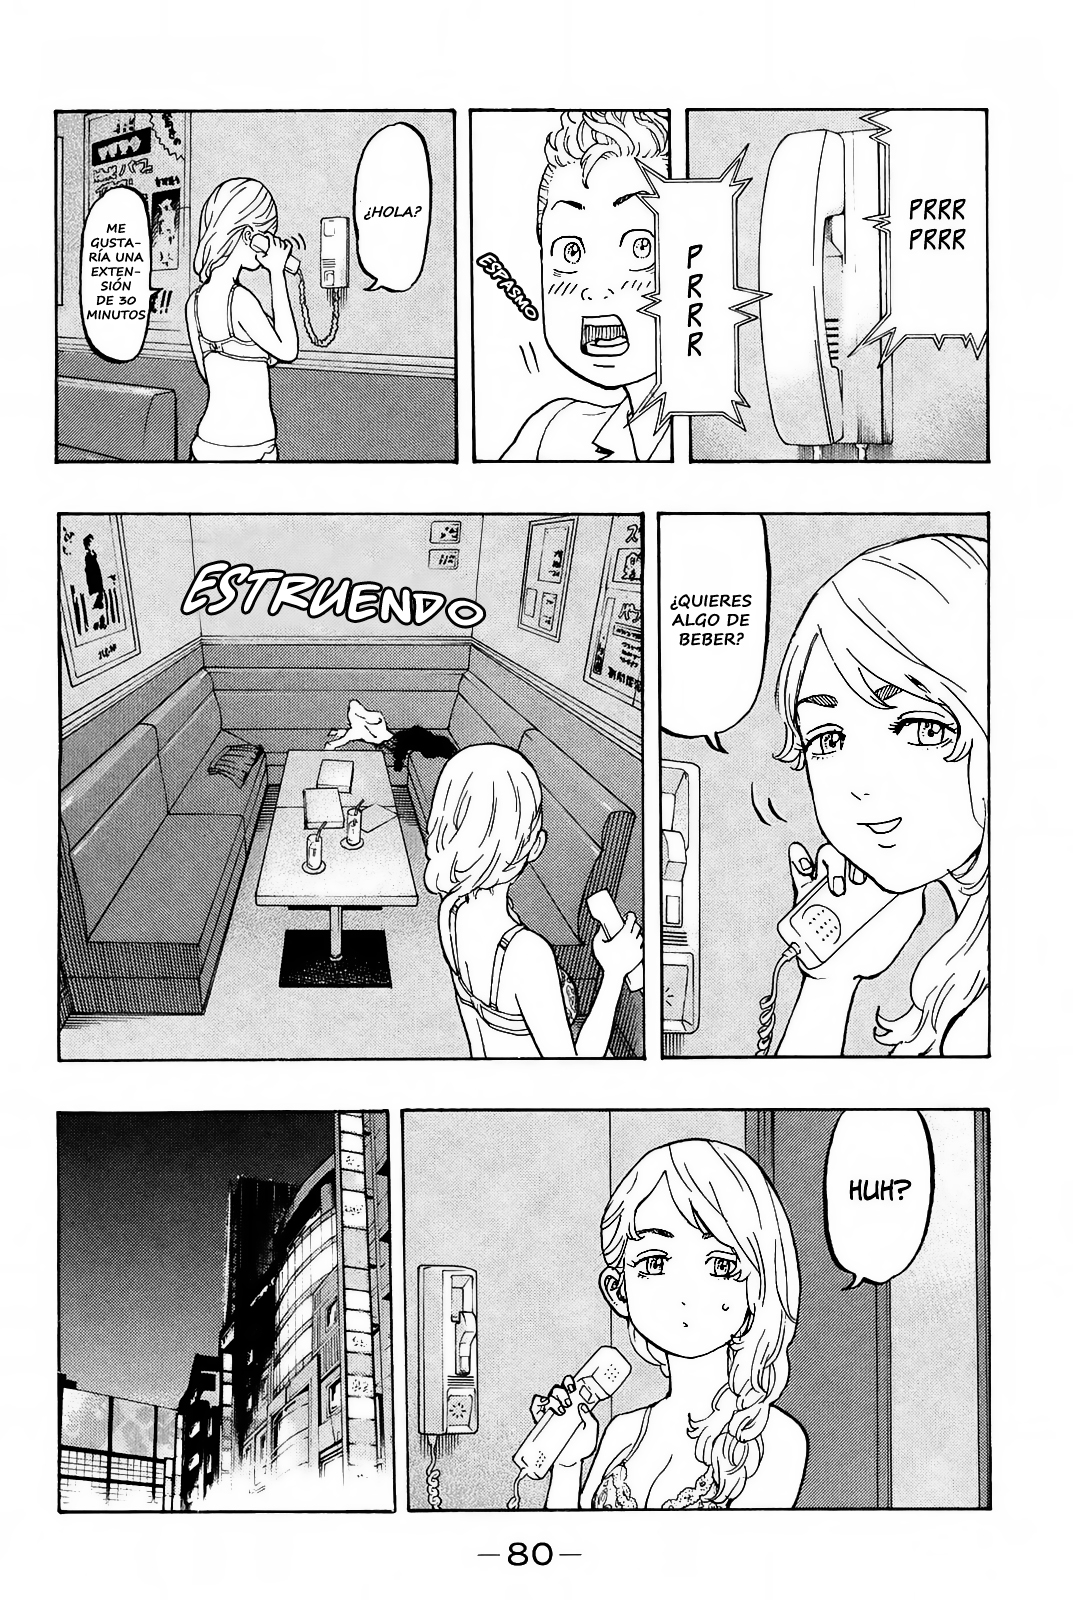 PRRR
PRRR
PRRR
ESPASMO
¿HOLA?
ME
GUSTA-
RÍA UNA
EXTEN-
SIÓN
DE 30
MINUTOS
¿QUIERES
ALGO DE
BEBER?
ESTRUENDO
HUH?
—80—